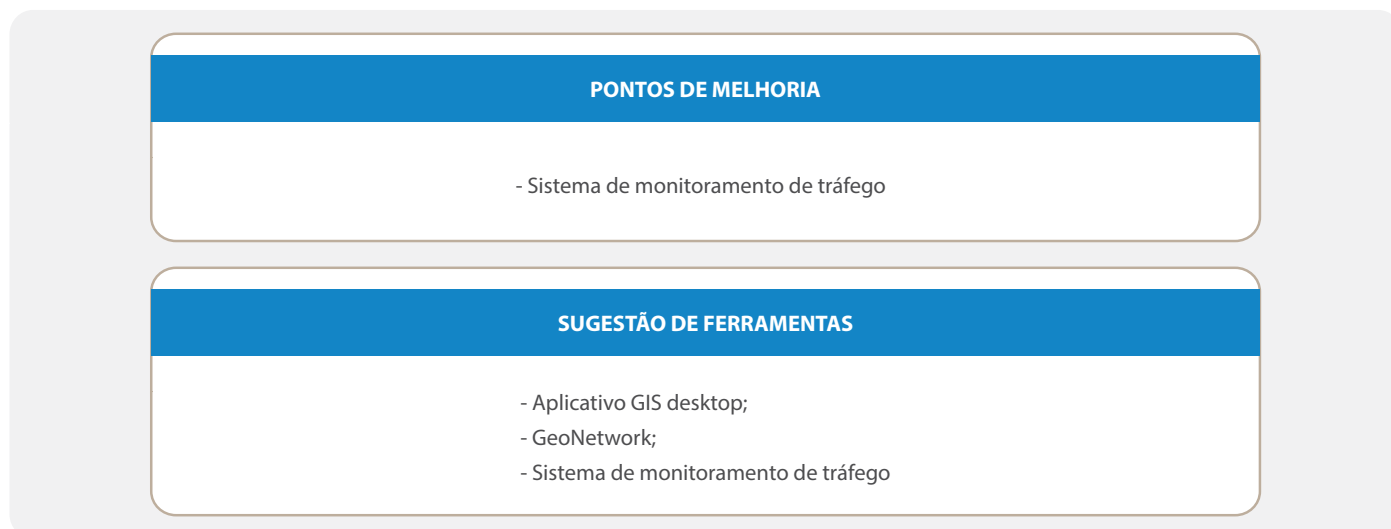 PONTOS DE MELHORIA
- Sistema de monitoramento de tráfego
SUGESTÃO DE FERRAMENTAS
- Aplicativo GIS desktop;
- GeoNetwork;
- Sistema de monitoramento de tráfego